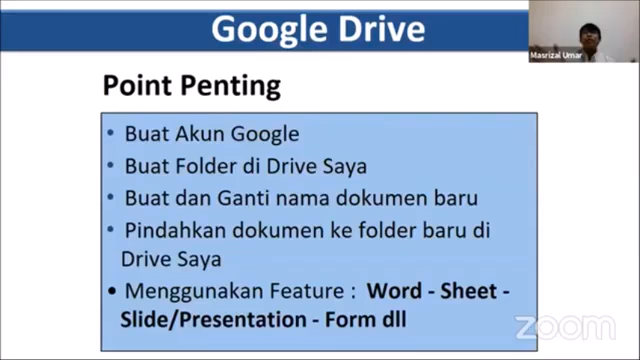 Google Drive
Masrizal Umar
Point Penting
• Buat Akun Google
• Buat Folder di Drive Saya
• Buat dan Ganti nama dokumen baru
• Pindahkan dokumen ke folder baru di
Drive Saya
• Menggunakan Feature : Word - Sheet -
Slide/Presentation - Form dll
zoom